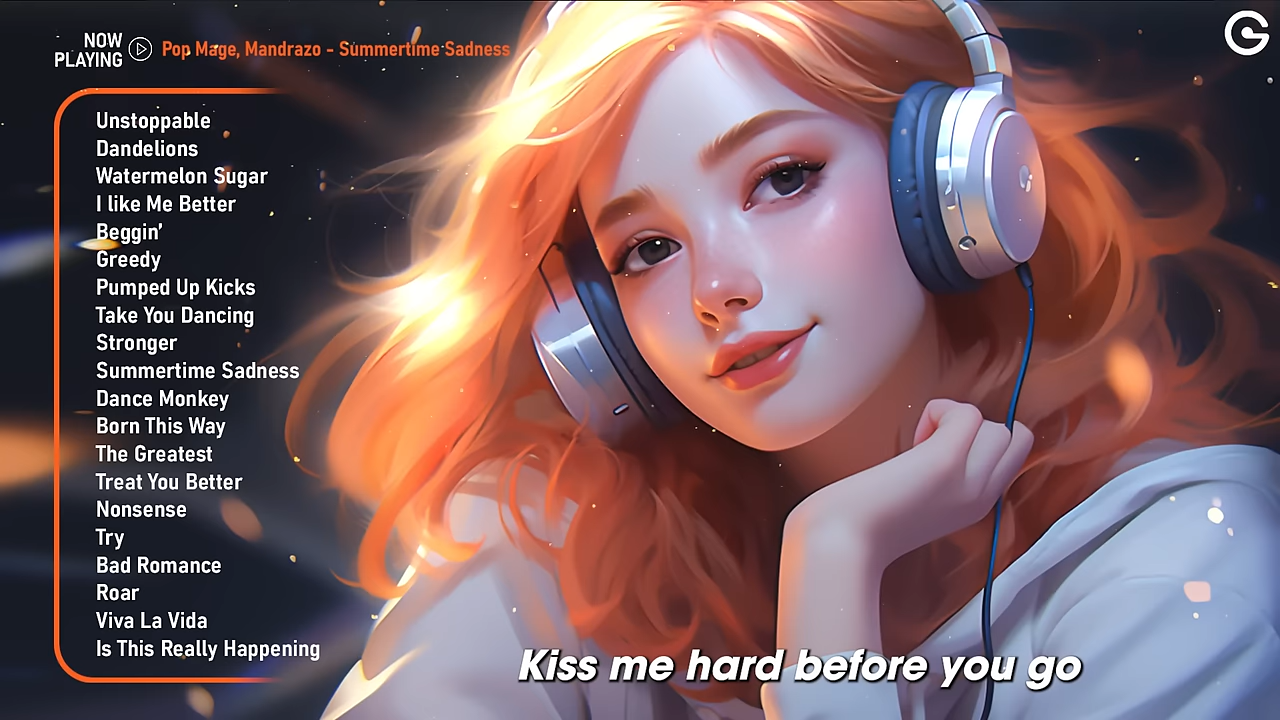 NOW
PLAYING
Pop Mage, Mandrazo - Summertime Sadness
Unstoppable
Dandelions
Watermelon Sugar
I like Me Better
Beggin'
Greedy
Pumped Up Kicks
Take You Dancing
Stronger
Summertime Sadness
Dance Monkey
Born This Way
The Greatest
Treat You Better
Nonsense
Try
Bad Romance
Roar
Viva La Vida
Is This Really Happening
Kiss me hard before you go
G